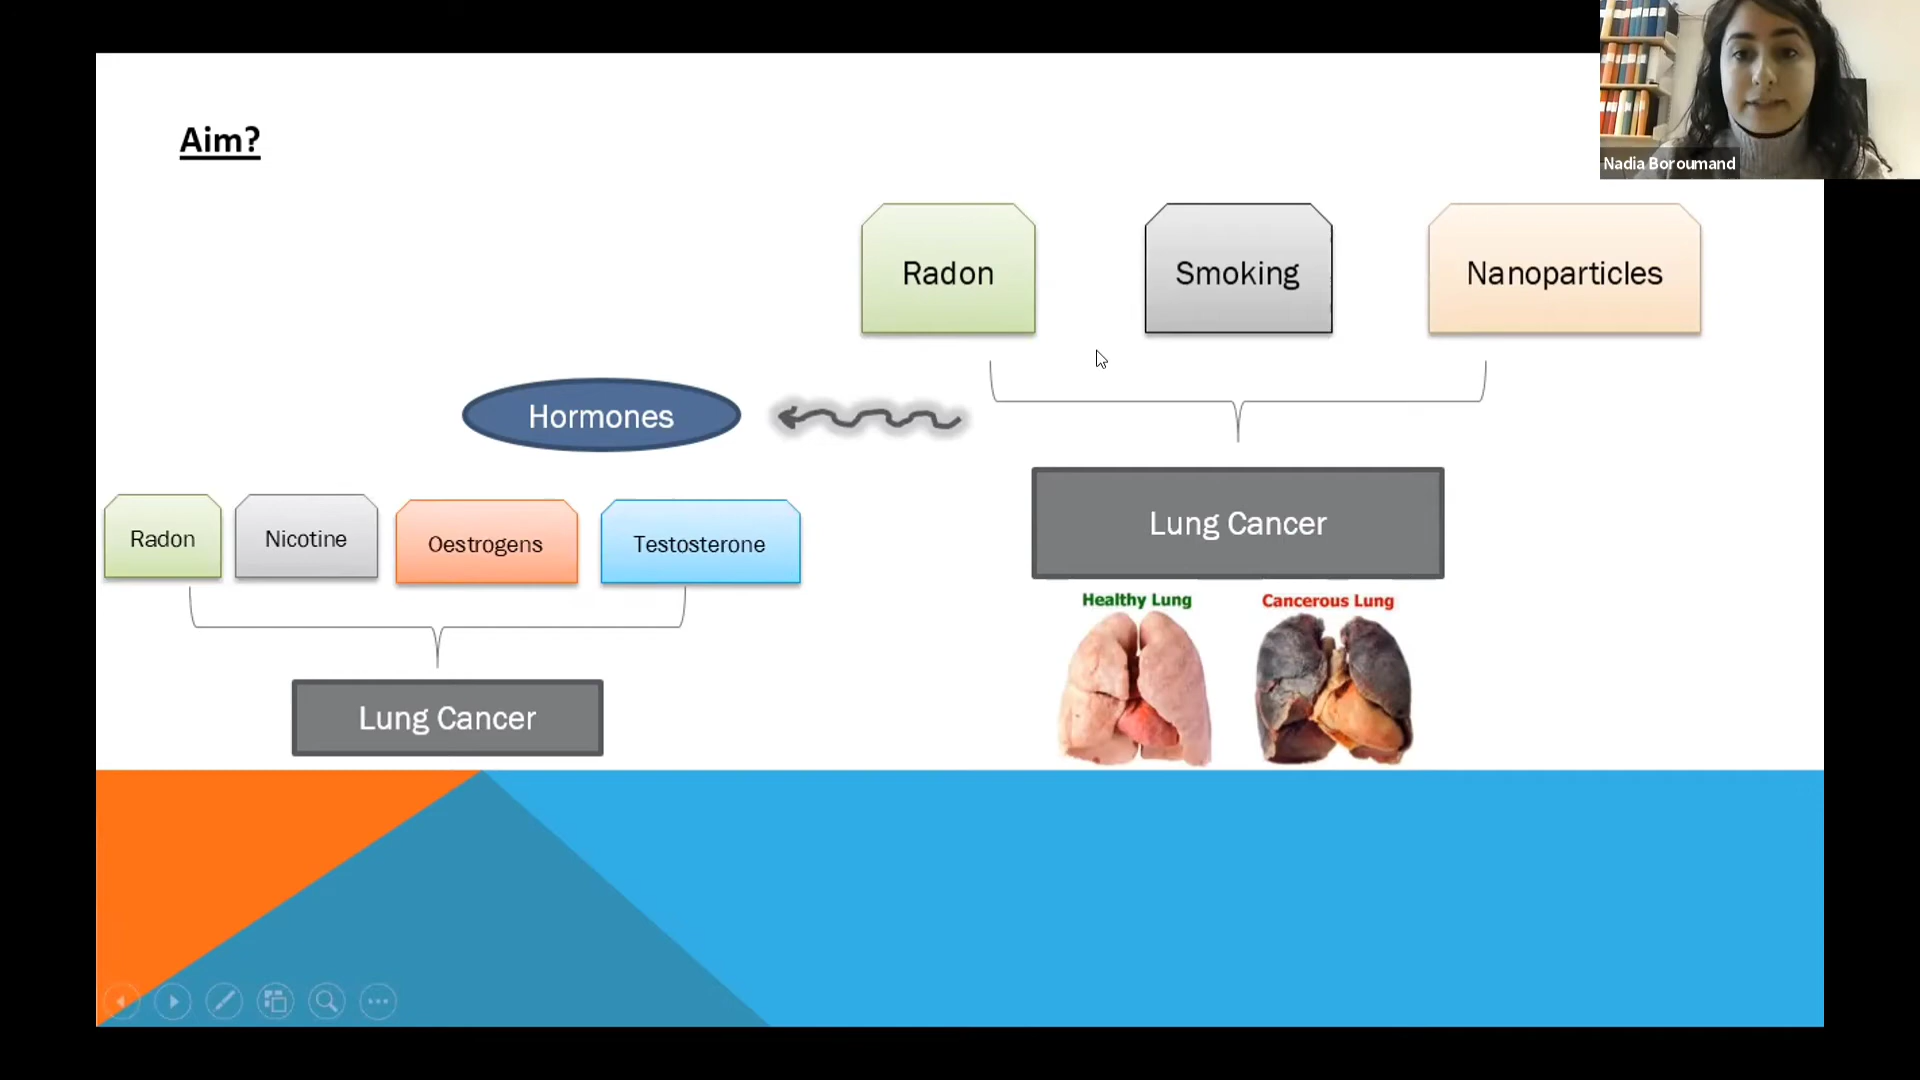 Aim?
Nadia Boroumand
Radon
Smoking
Nanoparticles
Hormones
Radon
Nicotine
Oestrogens
Testosterone
Lung Cancer
Lung Cancer
Healthy Lung
Cancerous Lung